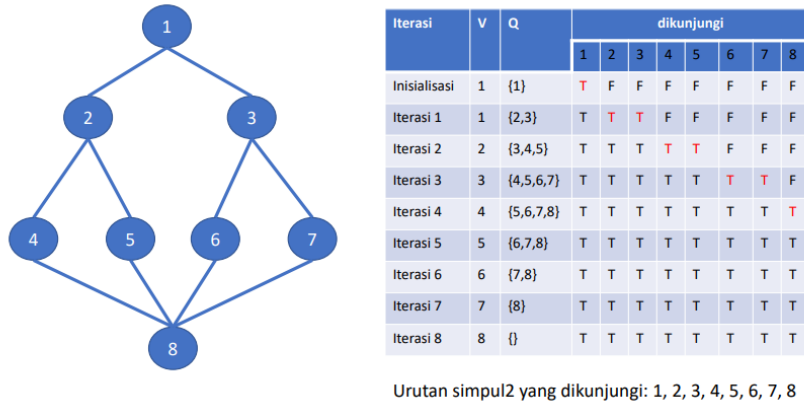 1
2
3
4
5
6
7
8
Iterasi V Q dikunjungi
1 2 3 4 5 6 7 8
Inisialisasi 1 {1} T F F F F F F F
Iterasi 1 1 {2,3} T T T F F F F F
Iterasi 2 2 {3,4,5} T T T T T F F F
Iterasi 3 3 {4,5,6,7} T T T T T T T F
Iterasi 4 4 {5,6,7,8} T T T T T T T T
Iterasi 5 5 {6,7,8} T T T T T T T T
Iterasi 6 6 {7,8} T T T T T T T T
Iterasi 7 7 {8} T T T T T T T T
Iterasi 8 8 {} T T T T T T T T
Urutan simpul2 yang dikunjungi: 1, 2, 3, 4, 5, 6, 7, 8